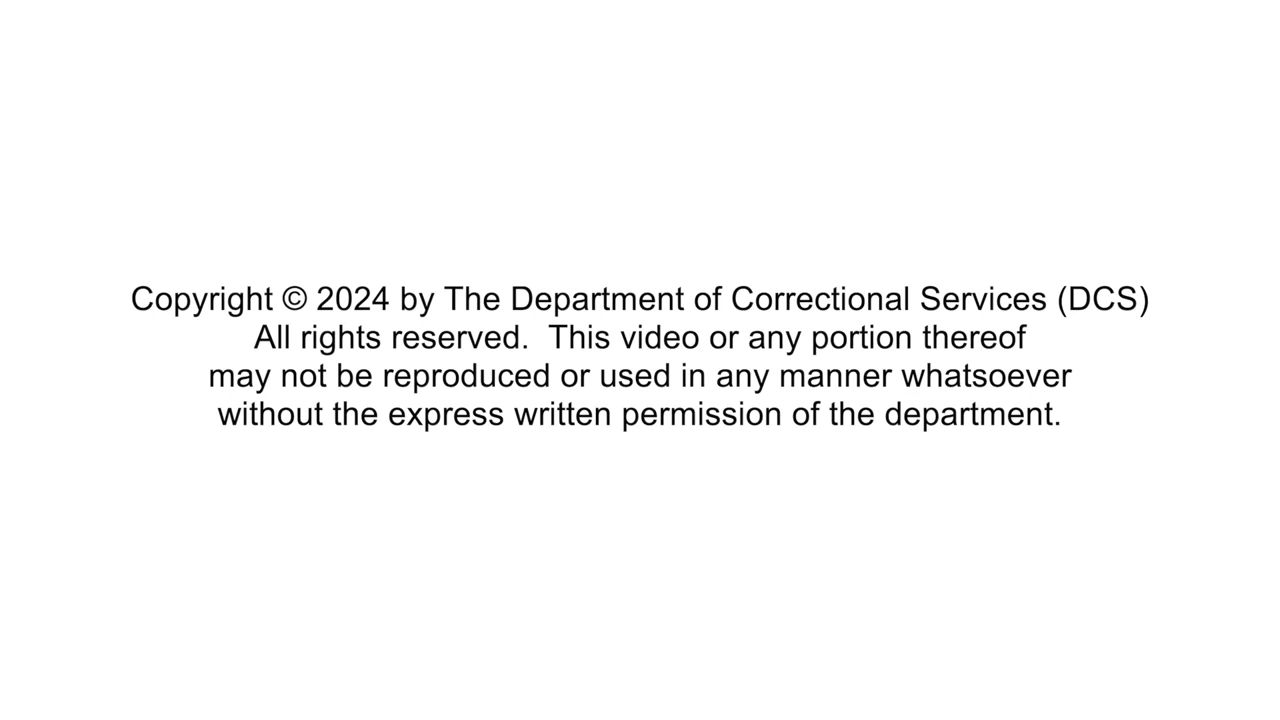 Copyright © 2024 by The Department of Correctional Services (DCS)
All rights reserved.  This video or any portion thereof
may not be reproduced or used in any manner whatsoever
without the express written permission of the department.